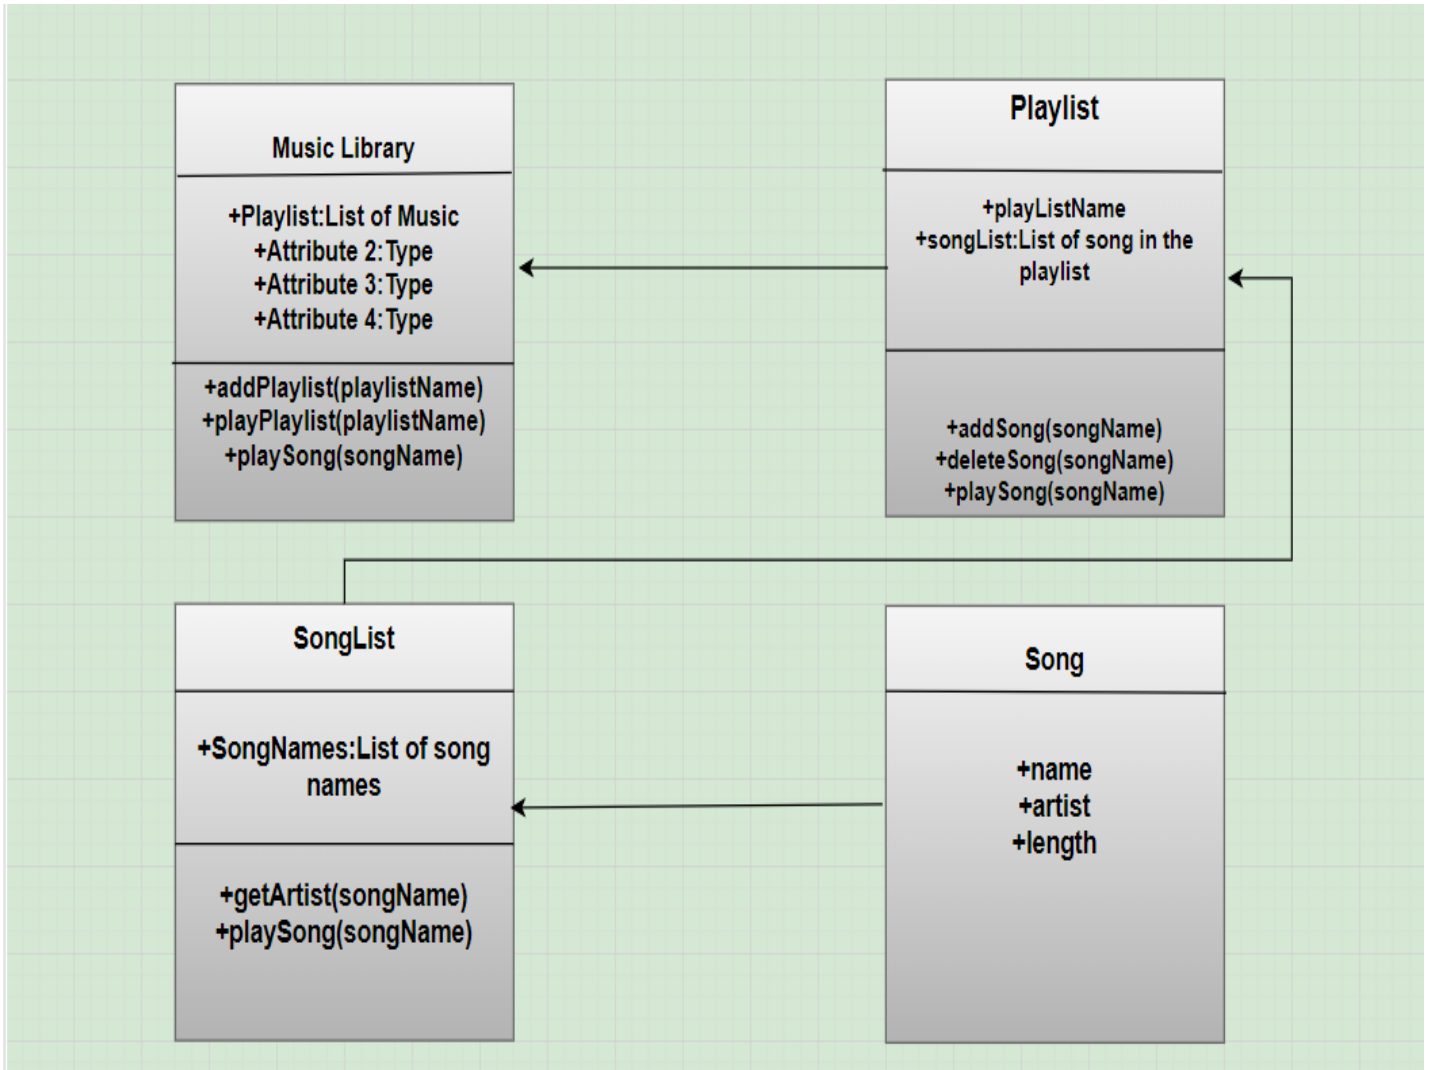 Music Library
+Playlist:List of Music
+Attribute 2:Type
+Attribute 3:Type
+Attribute 4:Type
+addPlaylist(playlistName)
+playPlaylist(playlistName)
+playSong(songName)
Playlist
+playListName
+songList:List of song in the
playlist
+addSong(songName)
+deleteSong(songName)
+playSong(songName)
SongList
+SongNames:List of song
names
+getArtist(songName)
+playSong(songName)
Song
+name
+artist
+length